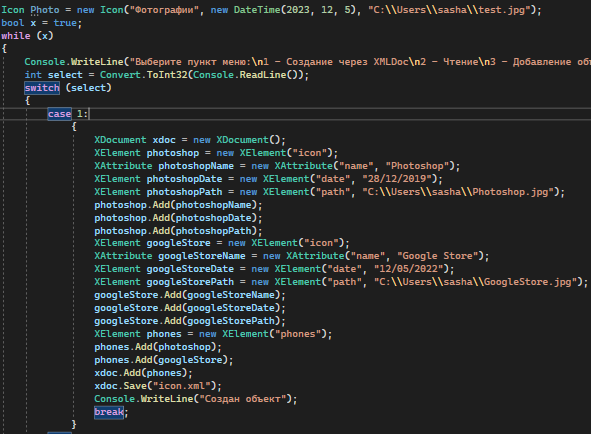 Icon Photo = new Icon("Фотографии", new DateTime(2023, 12, 5), "C:\\Users\\sasha\\test.jpg");
bool x = true;
while (x)
{
Console.WriteLine("Выберите пункт меню:\n1 - Создание через XMLDoc\n2 - Чтение\n3 - Добавление
int select = Convert.ToInt32(Console.ReadLine());
switch (select)
{
case 1:
{
XDocument xdoc = new XDocument();
XElement photoshop = new XElement("icon");
XAttribute photoshopName = new XAttribute("name", "Photoshop");
XElement photoshopDate = new XElement("date", "28/12/2019");
XElement photoshopPath = new XElement("path", "C:\\Users\\sasha\\Photoshop.jpg");
photoshop.Add(photoshopName);
photoshop.Add(photoshopDate);
photoshop.Add(photoshopPath);
XElement googleStore = new XElement("icon");
XAttribute googleStoreName = new XAttribute("name", "Google Store");
XElement googleStoreDate = new XElement("date", "12/05/2022");
XElement googleStorePath = new XElement("path", "C:\\Users\\sasha\\GoogleStore.jpg");
googleStore.Add(googleStoreName);
googleStore.Add(googleStoreDate);
googleStore.Add(googleStorePath);
XElement phones = new XElement("phones");
phones.Add(photoshop);
phones.Add(googleStore);
xdoc.Add(phones);
xdoc.Save("icon.xml");
Console.WriteLine("Создан объект");
break;
}